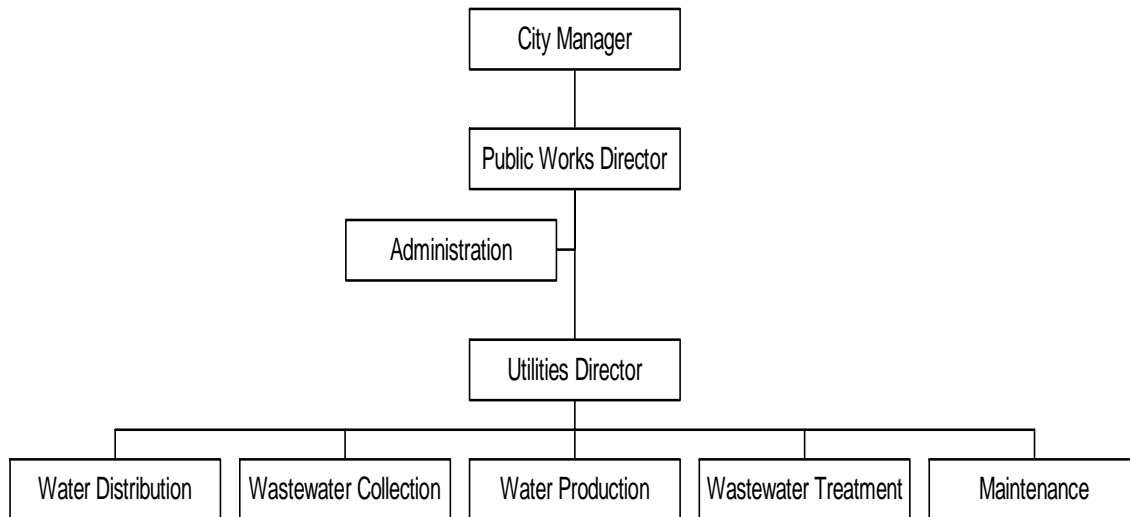 City Manager
Public Works Director
Administration
Utilities Director
Water Distribution
Wastewater Collection
Water Production
Wastewater Treatment
Maintenance